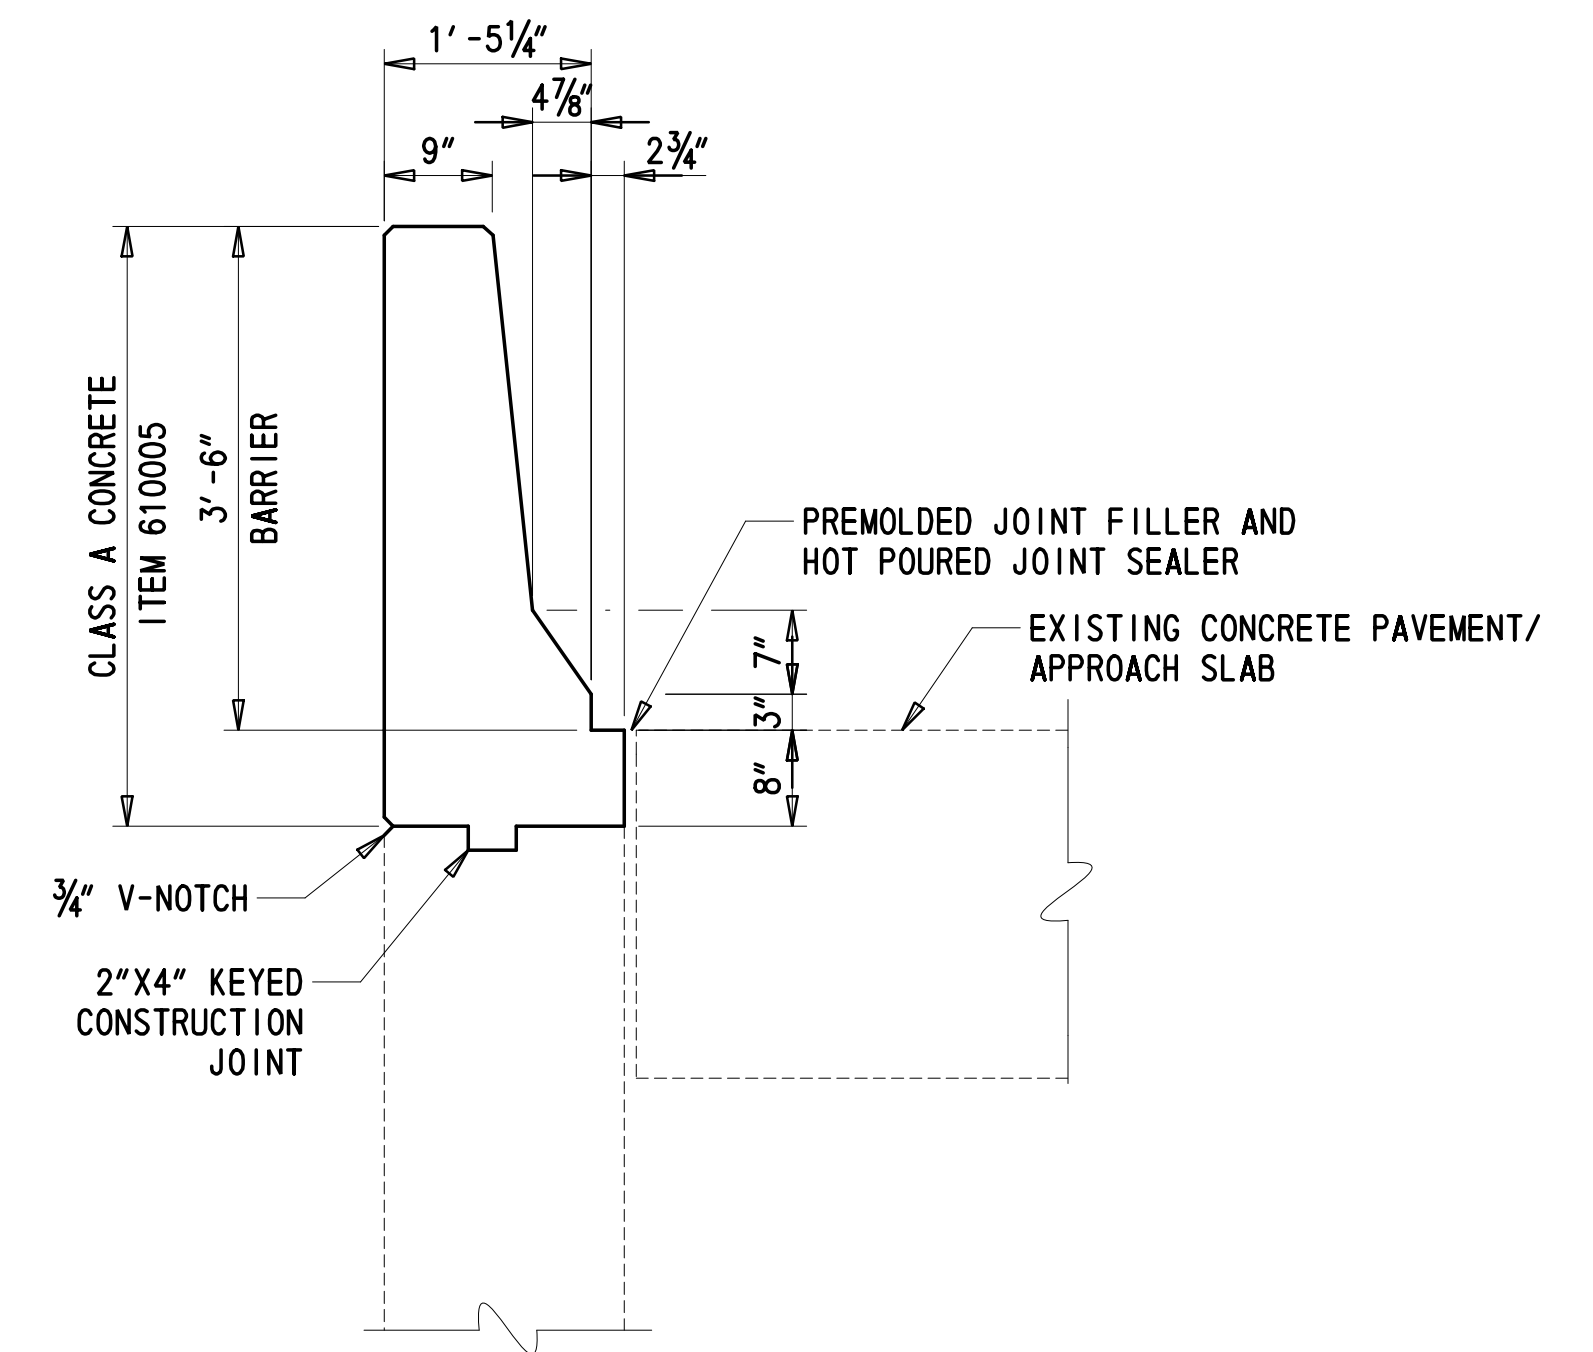 1'-5¼"
4⅞"
9"
2¾"
CLASS A CONCRETE
ITEM 610005
3'-6"
BARRIER
PREMOLDED JOINT FILLER AND
HOT POURED JOINT SEALER
EXISTING CONCRETE PAVEMENT/
APPROACH SLAB
7"
3"
8"
¾" V-NOTCH
2"X4" KEYED
CONSTRUCTION
JOINT